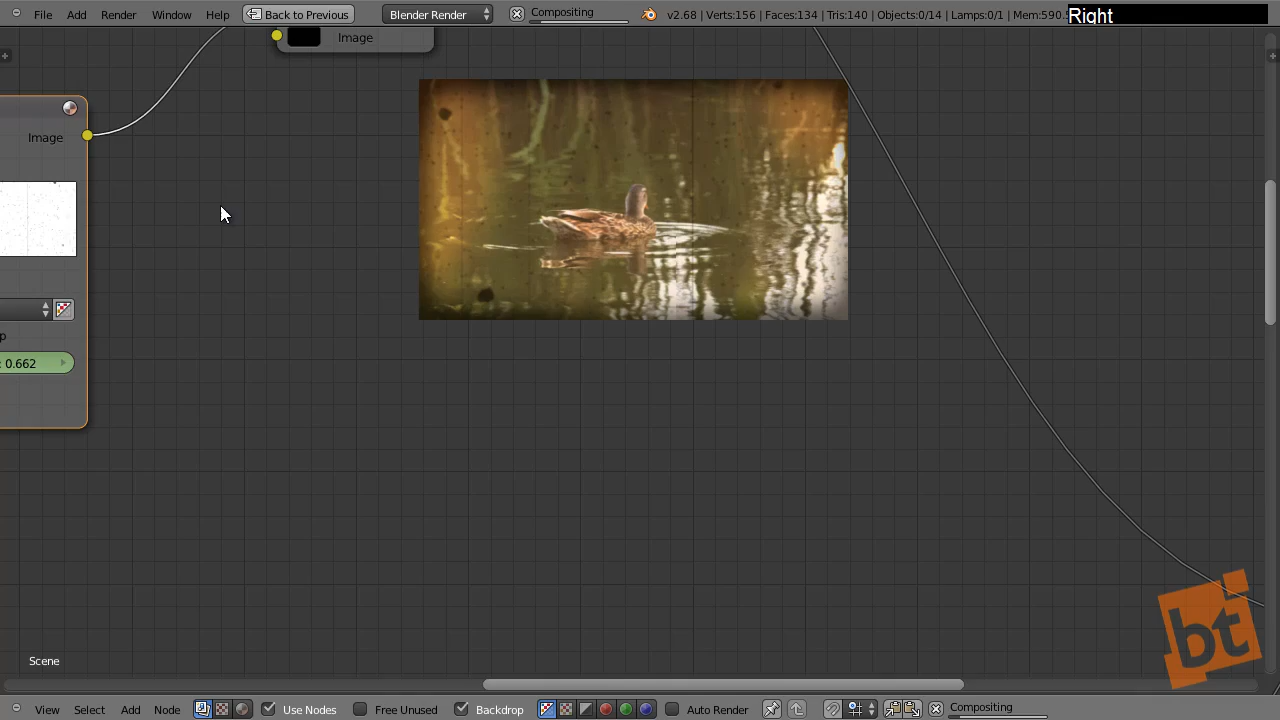 File Add Render Window Help Back to Previous Blender Render Compositing v2.68 | Verts:156 | Faces:134 | Tris:140 | Objects:0/14 | Lamps:0/1 | Mem:590. Right
Image
Image
: 0.662
bt
Scene
View Select Add Node Use Nodes Free Unused Backdrop Auto Render Compositing